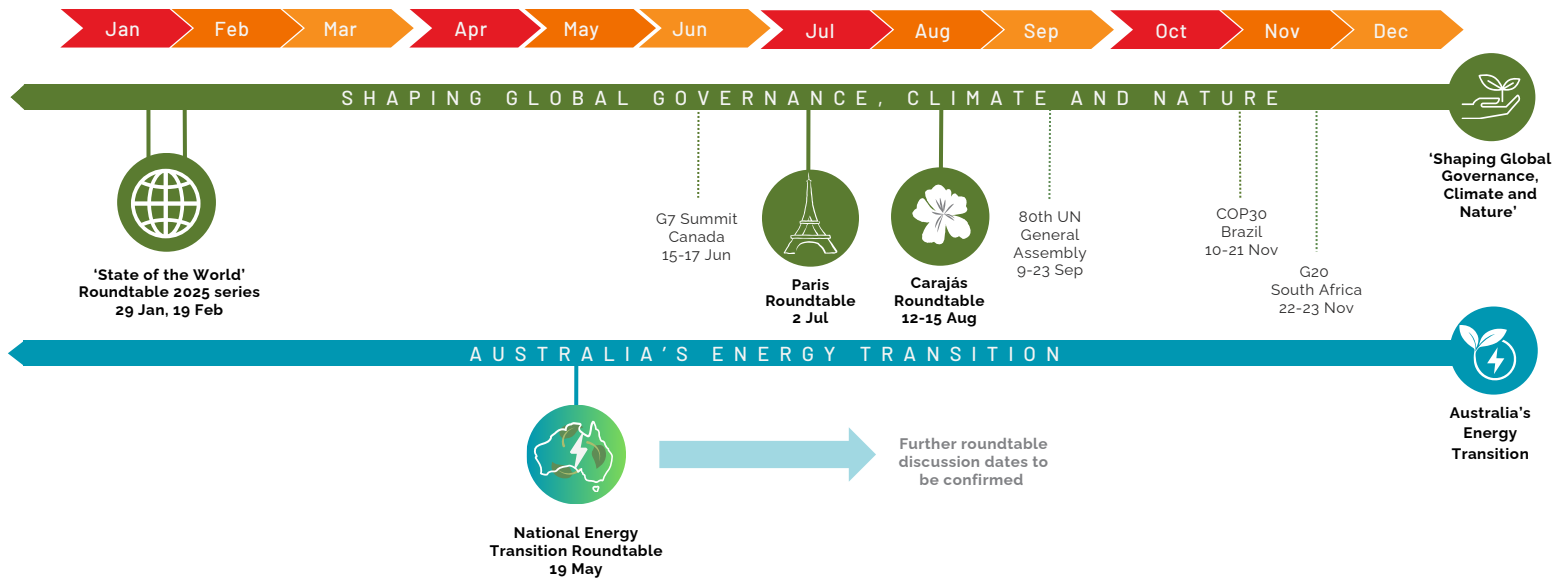 Jan
Feb
Mar
Apr
May
Jun
Jul
Aug
Sep
Oct
Nov
Dec
SHAPING GLOBAL GOVERNANCE, CLIMATE AND NATURE
‘Shaping Global
Governance,
Climate and
Nature’
‘State of the World’
Roundtable 2025 series
29 Jan, 19 Feb
G7 Summit
Canada
15-17 Jun
Paris
Roundtable
2 Jul
Carajás
Roundtable
12-15 Aug
80th UN
General
Assembly
9-23 Sep
COP30
Brazil
10-21 Nov
G20
South Africa
22-23 Nov
AUSTRALIA’S ENERGY TRANSITION
Australia’s
Energy
Transition
National Energy
Transition Roundtable
19 May
Further roundtable
discussion dates to
be confirmed